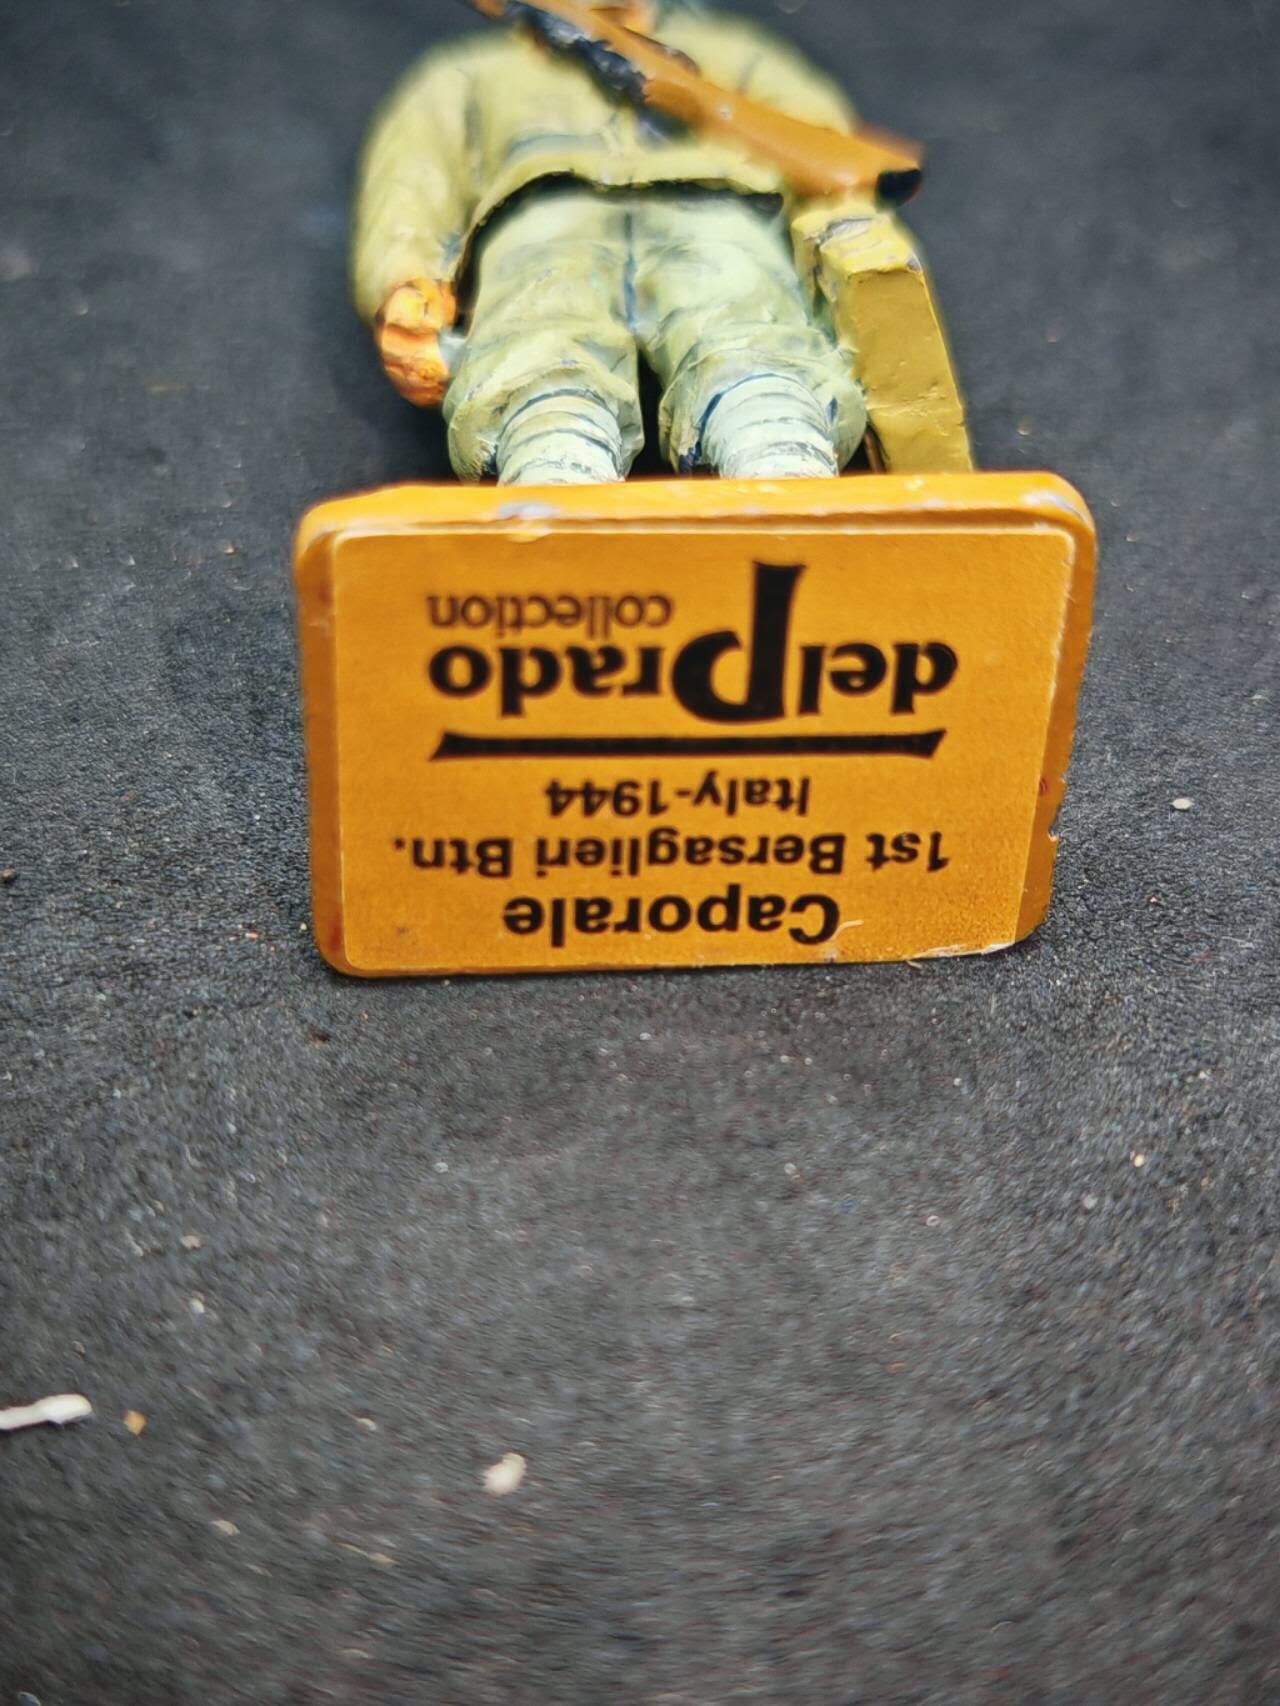 Caporale
1st Bersaglieri Btn.
Italy-1944
delPrado
collection